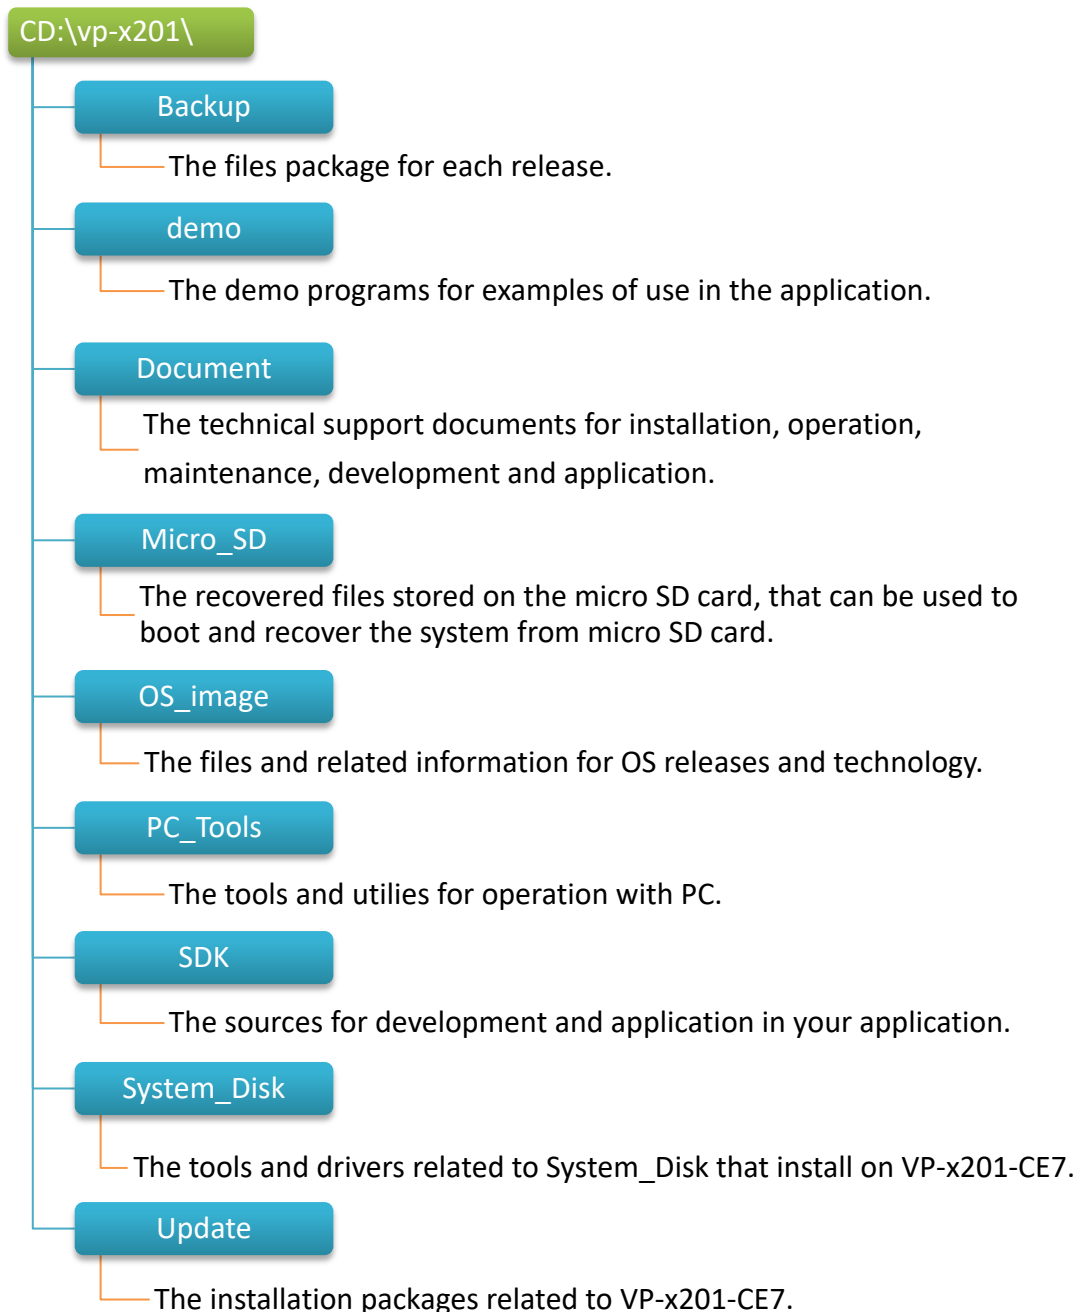 CD:\vp-x201\
Backup
The files package for each release.
demo
The demo programs for examples of use in the application.
Document
The technical support documents for installation, operation,
maintenance, development and application.
Micro_SD
The recovered files stored on the micro SD card, that can be used to
boot and recover the system from micro SD card.
OS_image
The files and related information for OS releases and technology.
PC_Tools
The tools and utilies for operation with PC.
SDK
The sources for development and application in your application.
System_Disk
The tools and drivers related to System_Disk that install on VP-x201-CE7.
Update
The installation packages related to VP-x201-CE7.